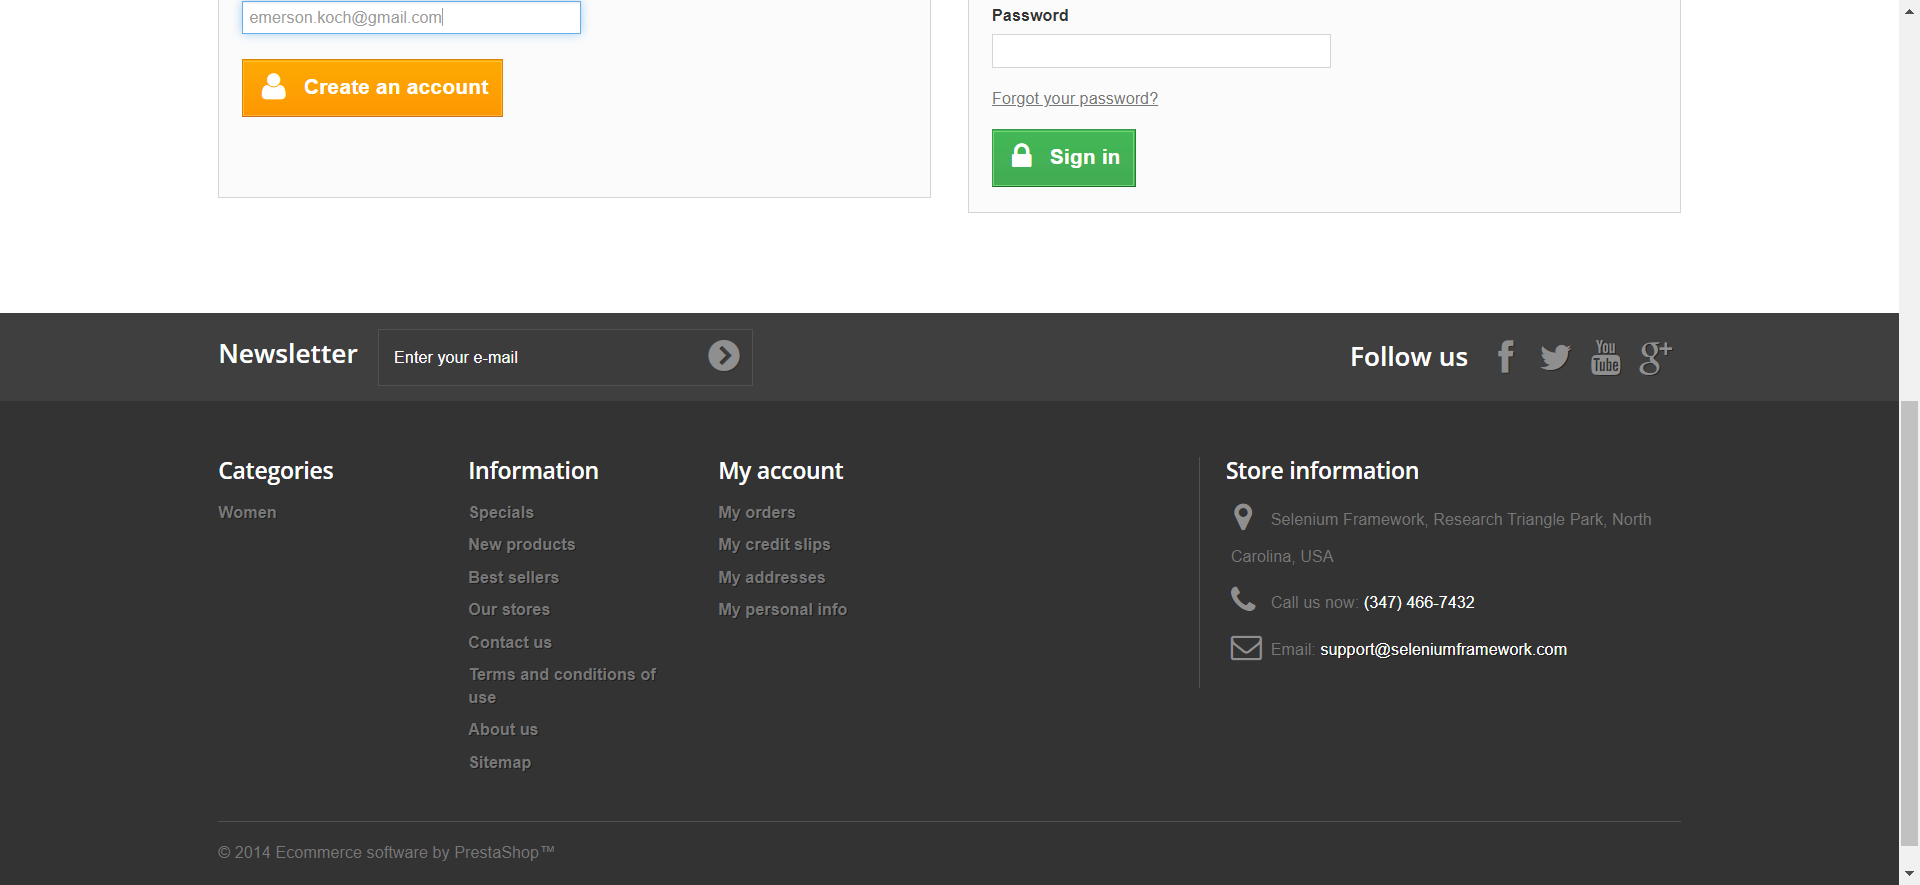 emerson.koch@gmail.com
Create an account
Password
Forgot your password?
Sign in
Newsletter
Enter your e-mail
Follow us
You
Tube
g+
Categories
Women
Information
Specials
New products
Best sellers
Our stores
Contact us
Terms and conditions of
use
About us
Sitemap
My account
My orders
My credit slips
My addresses
My personal info
Store information
Selenium Framework, Research Triangle Park, North
Carolina, USA
Call us now: (347) 466-7432
Email: support@seleniumframework.com
© 2014 Ecommerce software by PrestaShop™